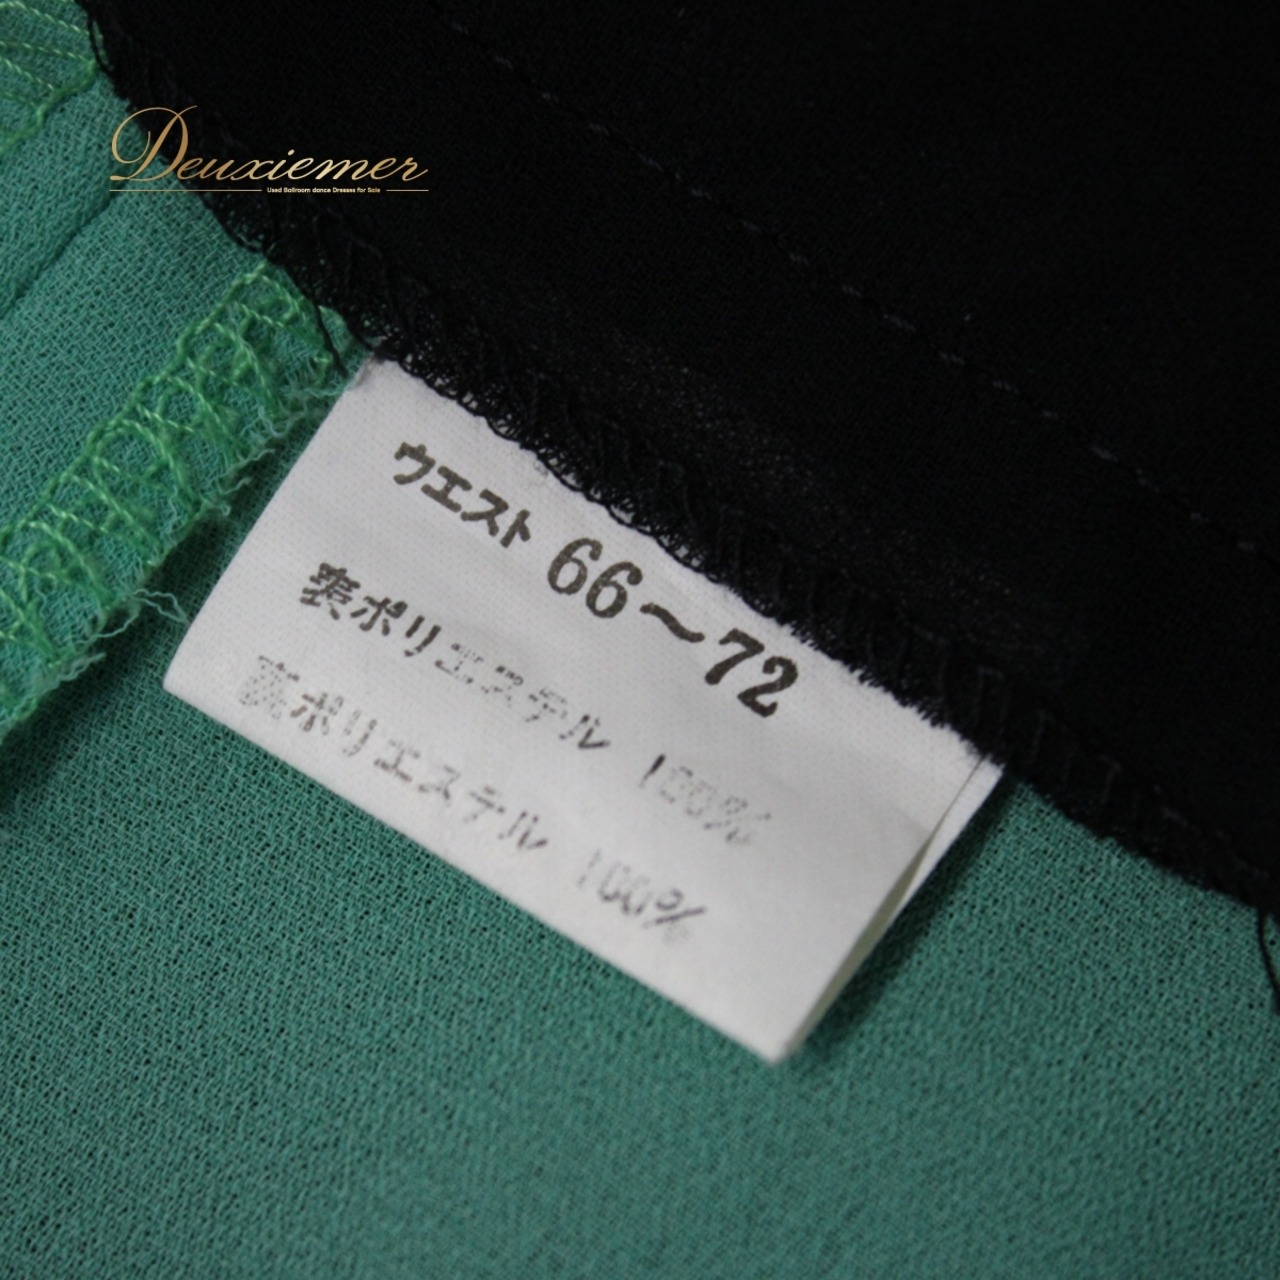 Deuxiemer
Used Ballroom dance Dresses for Sale
ウエスト 66～72
表ポリエステル 100%
裏ポリエステル 100%